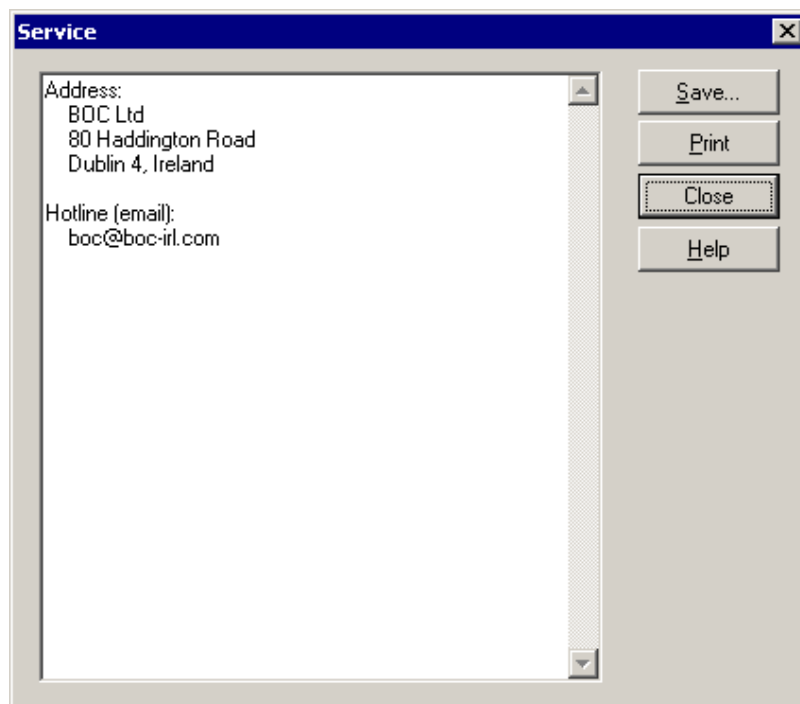 Service
Address:
BOC Ltd
80 Haddington Road
Dublin 4, Ireland
Hotline (email):
boc@boc-irl.com
Save...
Print
Close
Help